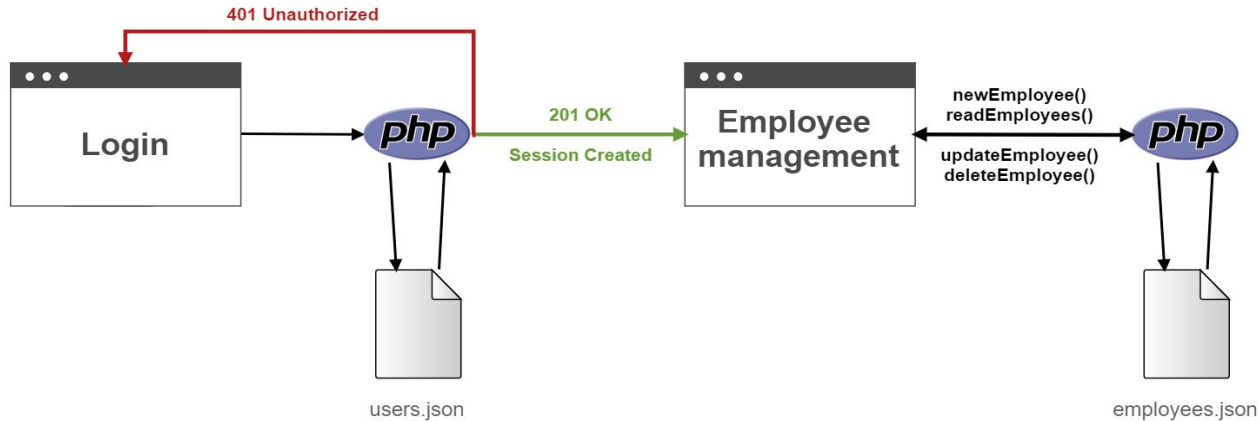 401 Unauthorized
Login
php
201 OK
Session Created
Employee
management
newEmployee()
readEmployees()
updateEmployee()
deleteEmployee()
php
users.json
employees.json